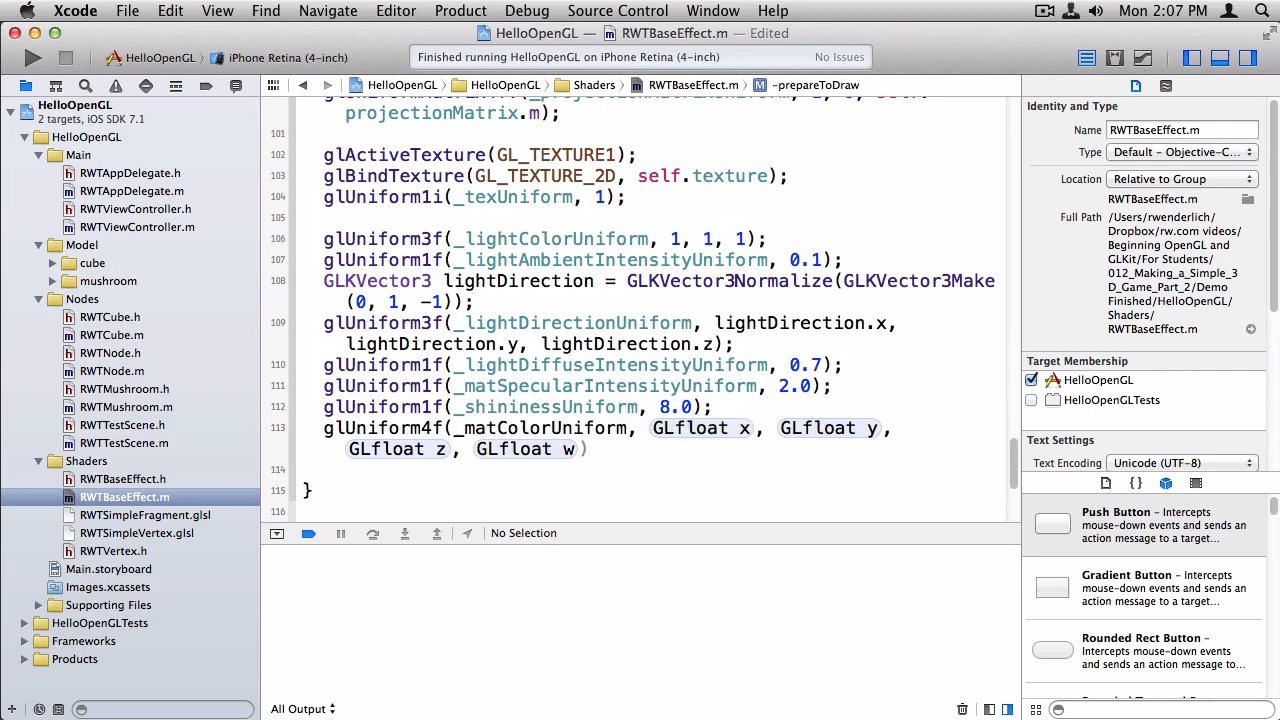 Xcode File Edit View Find Navigate Editor Product Debug Source Control Window Help Mon 2:07 PM
HelloOpenGL — RWTBaseEffect.m — Edited
HelloOpenGL iPhone Retina (4-inch)
Finished running HelloOpenGL on iPhone Retina (4-inch) No Issues
HelloOpenGL HelloOpenGL Shaders RWTBaseEffect.m -prepareToDraw
HelloOpenGL
2 targets, iOS SDK 7.1
HelloOpenGL
Main
RWTAppDelegate.h
RWTAppDelegate.m
RWTViewController.h
RWTViewController.m
Model
cube
mushroom
Nodes
RWTCube.h
RWTCube.m
RWTNode.h
RWTNode.m
RWTMushroom.h
RWTMushroom.m
RWTTestScene.h
RWTTestScene.m
Shaders
RWTBaseEffect.h
RWTBaseEffect.m
RWTSimpleFragment.glsl
RWTSimpleVertex.glsl
RWTVertex.h
Main.storyboard
Images.xcassets
Supporting Files
HelloOpenGLTests
Frameworks
Products
projectionMatrix.m);
101
102 glActiveTexture(GL_TEXTURE1);
103 glBindTexture(GL_TEXTURE_2D, self.texture);
104 glUniform1i(_texUniform, 1);
105
106 glUniform3f(_lightColorUniform, 1, 1, 1);
107 glUniform1f(_lightAmbientIntensityUniform, 0.1);
108 GLKVector3 lightDirection = GLKVector3Normalize(GLKVector3Make
(0, 1, -1));
109 glUniform3f(_lightDirectionUniform, lightDirection.x,
lightDirection.y, lightDirection.z);
110 glUniform1f(_lightDiffuseIntensityUniform, 0.7);
111 glUniform1f(_matSpecularIntensityUniform, 2.0);
112 glUniform1f(_shininessUniform, 8.0);
113 glUniform4f(_matColorUniform, GLfloat x, GLfloat y,
GLfloat z, GLfloat w)
114
115 }
116
No Selection
All Output
Identity and Type
Name RWTBaseEffect.m
Type Default - Objective-C...
Location Relative to Group
RWTBaseEffect.m
Full Path /Users/rwenderlich/
Dropbox/rw.com videos/
Beginning OpenGL and
GLKit/For Students/
012_Making_a_Simple_3
D_Game_Part_2/Demo
Finished/HelloOpenGL/
Shaders/
RWTBaseEffect.m
Target Membership
HelloOpenGL
HelloOpenGLTests
Text Settings
Text Encoding Unicode (UTF-8)
Push Button – Intercepts
mouse-down events and sends an
action message to a target...
Gradient Button – Intercepts
mouse-down events and sends an
action message to a target...
Rounded Rect Button –
Intercepts mouse-down events
and sends an action message to a...